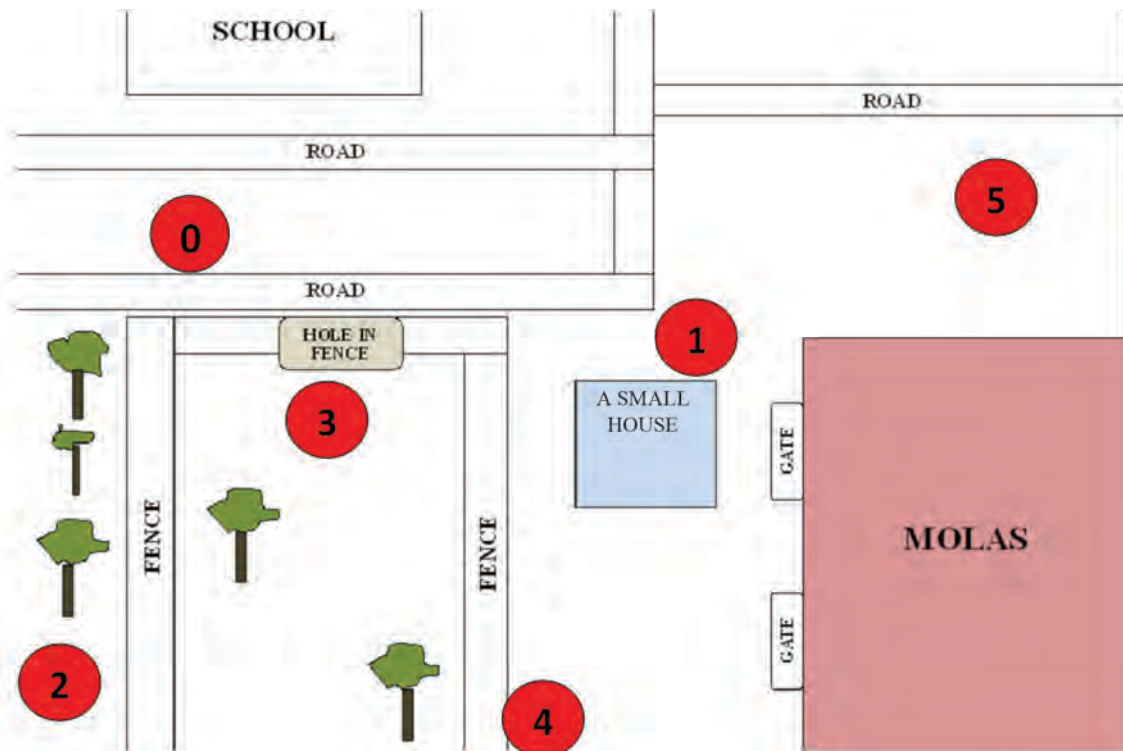 SCHOOL
ROAD
ROAD
5
0
ROAD
HOLE IN
FENCE
1
3
A SMALL
HOUSE
GATE
FENCE
FENCE
MOLAS
GATE
2
4